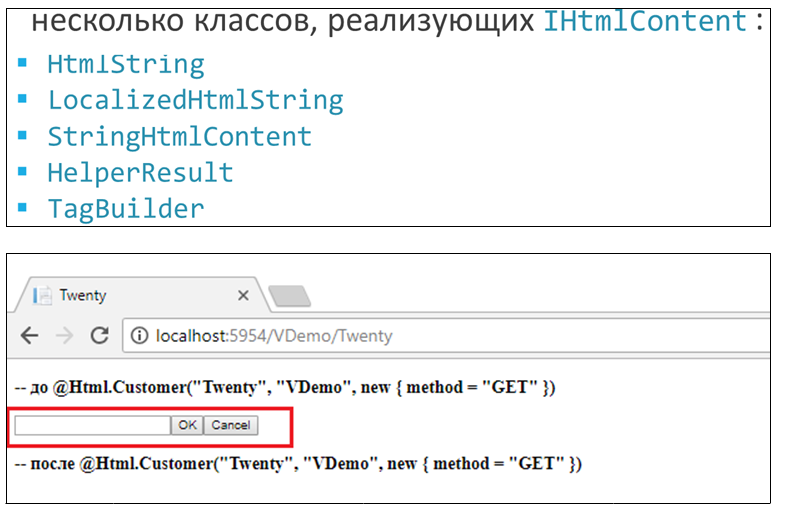 несколько классов, реализующих IHtmlContent:
▪ HtmlString
▪ LocalizedHtmlString
▪ StringHtmlContent
▪ HelperResult
▪ TagBuilder
Twenty
localhost:5954/VDemo/Twenty
-- до @Html.Customer("Twenty", "VDemo", new { method = "GET" })
OK Cancel
-- после @Html.Customer("Twenty", "VDemo", new { method = "GET" })